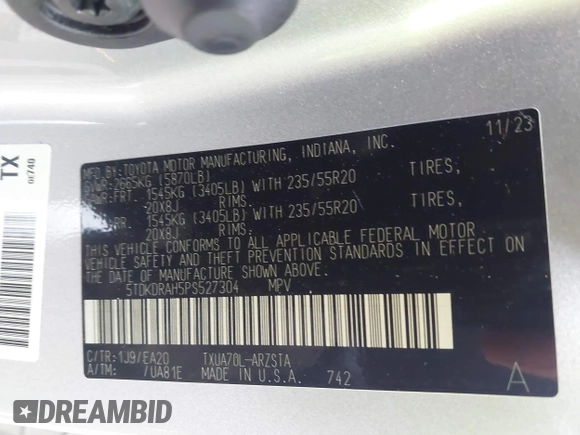 TX
0E740
11/23
MFD.BY:TOYOTA MOTOR MANUFACTURING, INDIANA, INC.
GVWR:2665KG (5870LB)
GAWR:FRT. 1545KG (3405LB) WITH 235/55R20 TIRES,
20X8J RIMS.
RR. 1545KG (3405LB) WITH 235/55R20 TIRES,
20X8J RIMS.
THIS VEHICLE CONFORMS TO ALL APPLICABLE FEDERAL MOTOR
VEHICLE SAFETY AND THEFT PREVENTION STANDARDS IN EFFECT
ON THE DATE OF MANUFACTURE SHOWN ABOVE.
5TDKDRAH5PS527304 MPV
C/TR:1J9/EA20 TXUA70L-ARZSTA
A/TM: /UA81E MADE IN U.S.A. 742
A
DREAMBID